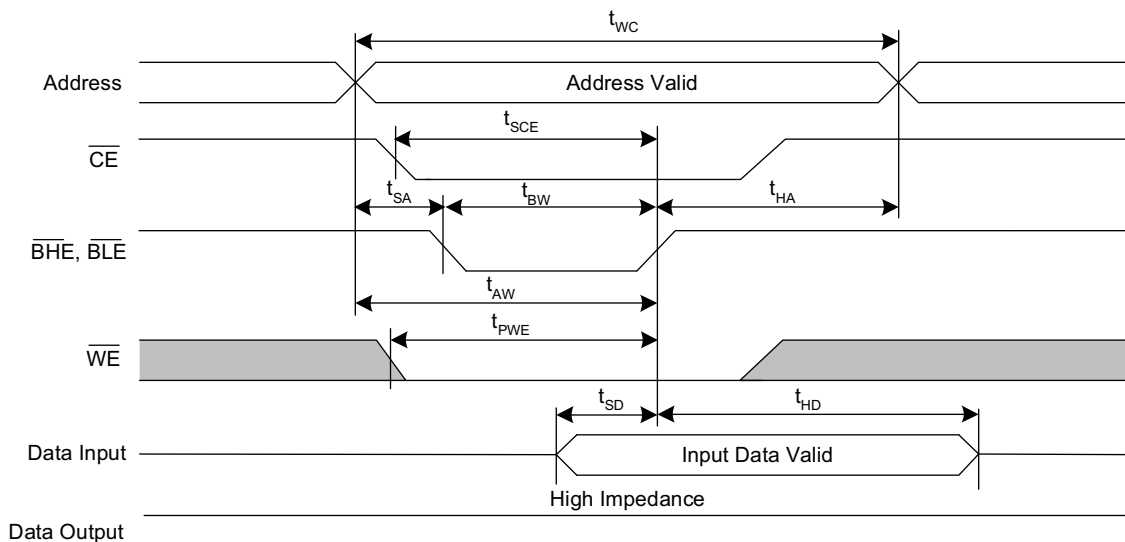 tWC
Address
Address Valid
tSCE
CE
tSA
tBW
tHA
BHE, BLE
tAW
tPWE
WE
tSD
tHD
Data Input
Input Data Valid
High Impedance
Data Output